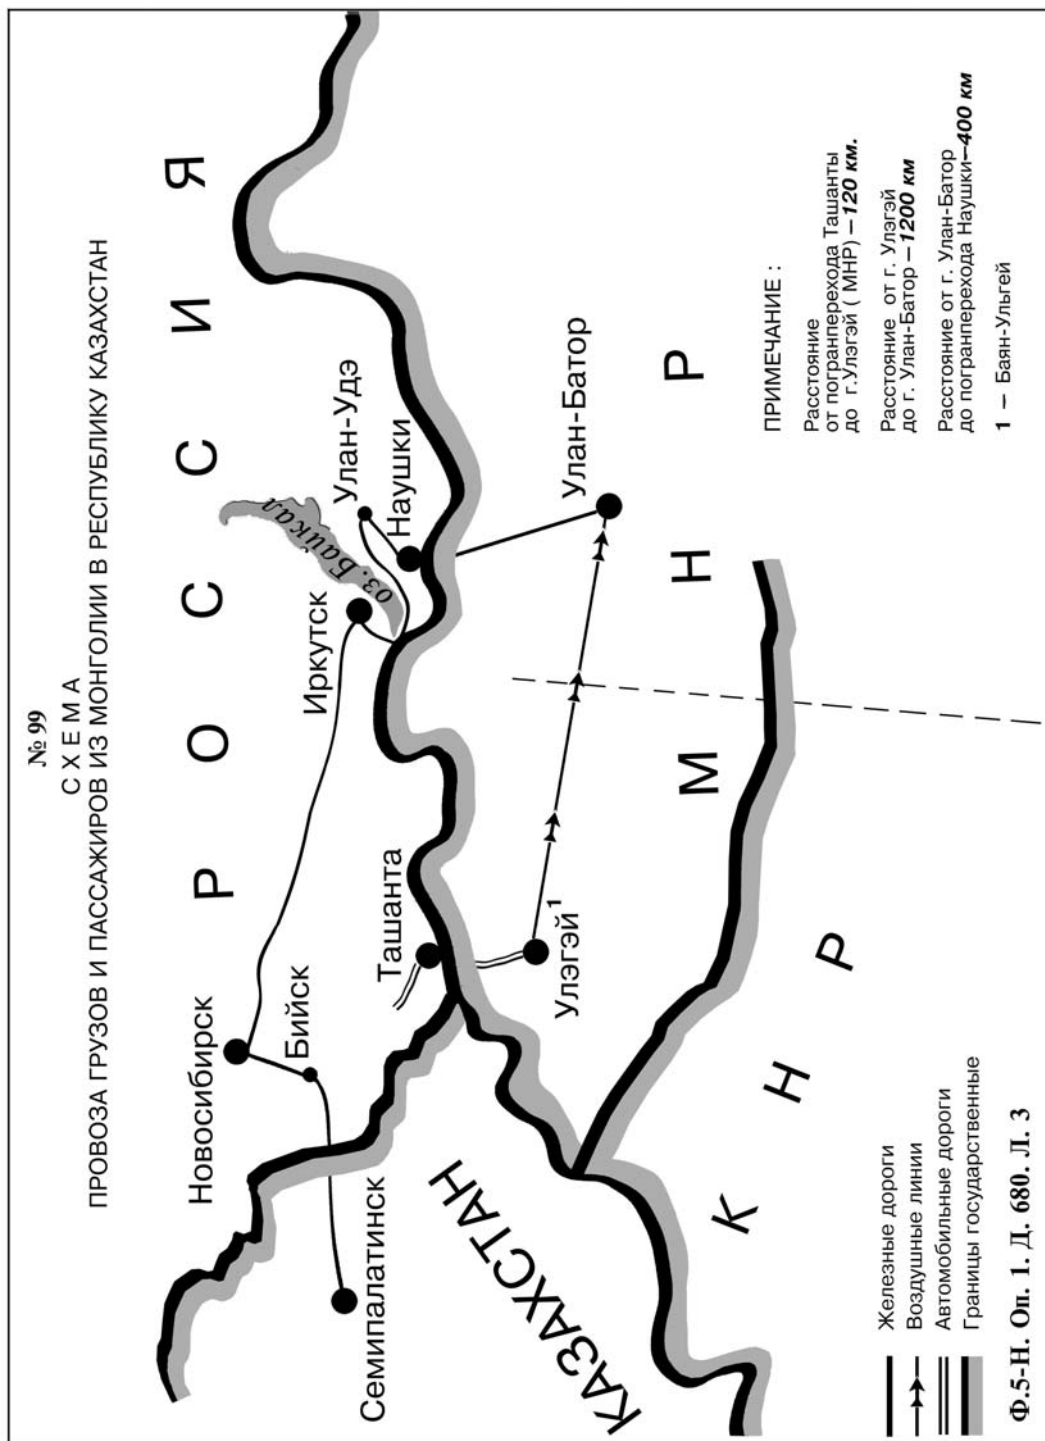 № 99
С Х Е М А
ПРОВОЗА ГРУЗОВ И ПАССАЖИРОВ ИЗ МОНГОЛИИ В РЕСПУБЛИКУ КАЗАХСТАН
Р О С С И Я
Новосибирск
Бийск
Семипалатинск
Иркутск
оз. Байкал
Улан-Удэ
Наушки
Ташанта
Улэгэй¹
Улан-Батор
КАЗАХСТАН
М Н Р
К Н Р
ПРИМЕЧАНИЕ :
Расстояние
от погранперехода Ташанты
до г.Улэгэй ( МНР) – 120 км.
Расстояние от г. Улэгэй
до г. Улан-Батор – 1200 км
Расстояние от г. Улан-Батор
до погранперехода Наушки–400 км
1 – Баян-Ульгей
Железные дороги
Воздушные линии
Автомобильные дороги
Границы государственные
Ф.5-Н. Оп. 1. Д. 680. Л. 3